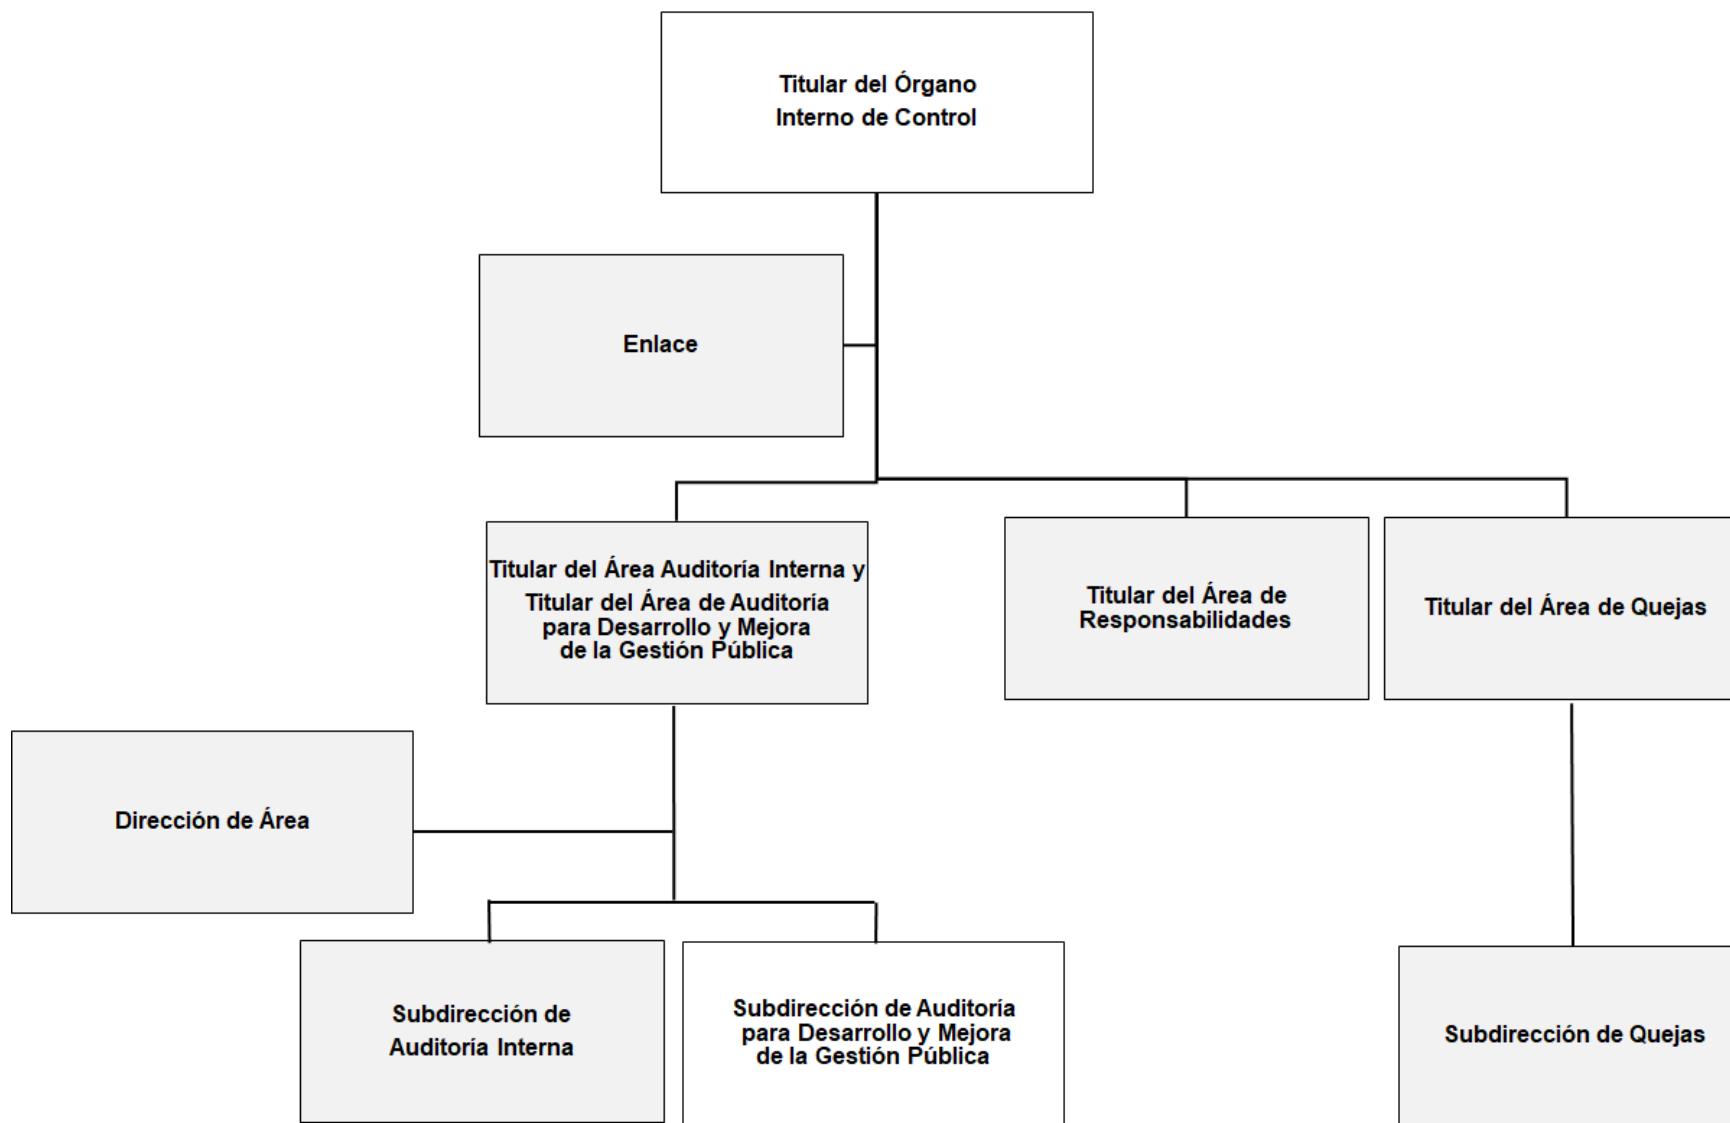 Titular del Órgano
Interno de Control
Enlace
Titular del Área Auditoría Interna y
Titular del Área de Auditoría
para Desarrollo y Mejora
de la Gestión Pública
Titular del Área de
Responsabilidades
Titular del Área de Quejas
Dirección de Área
Subdirección de
Auditoría Interna
Subdirección de Auditoría
para Desarrollo y Mejora
de la Gestión Pública
Subdirección de Quejas